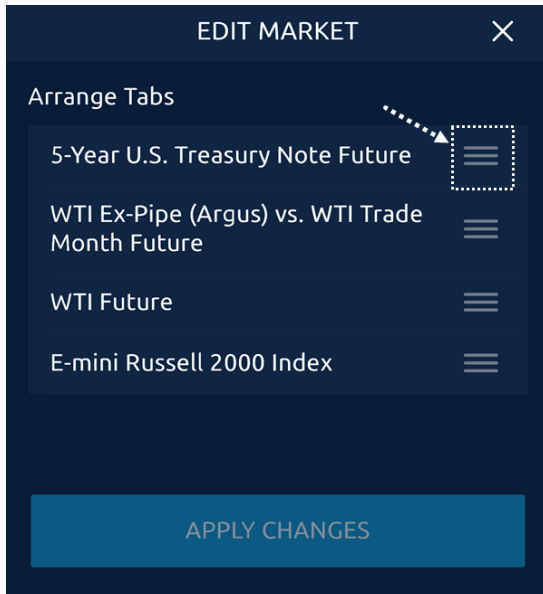 EDIT MARKET
Arrange Tabs
5-Year U.S. Treasury Note Future
WTI Ex-Pipe (Argus) vs. WTI Trade
Month Future
WTI Future
E-mini Russell 2000 Index
APPLY CHANGES